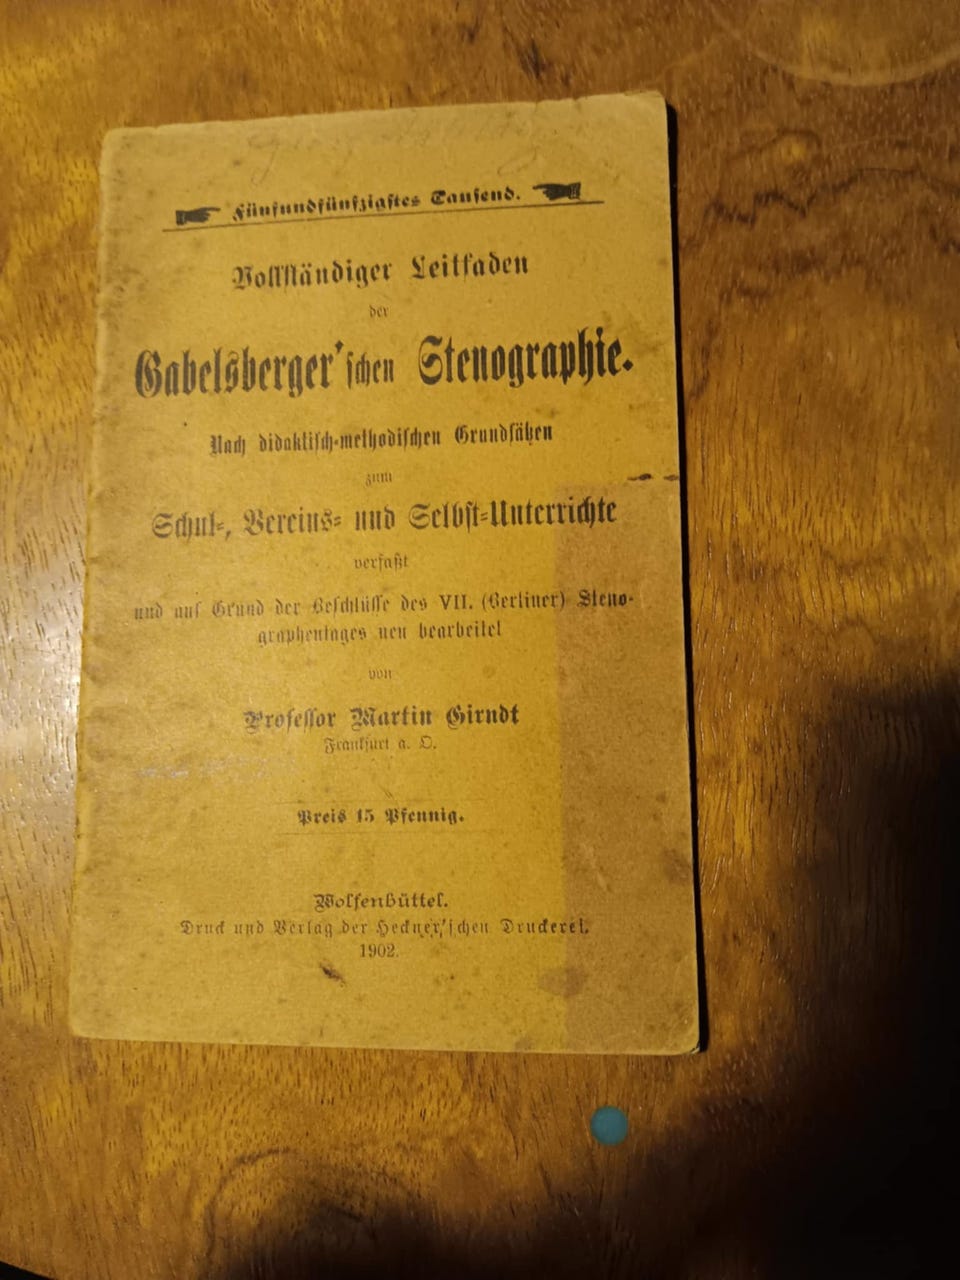 Fünfundfünfzigstes Tausend.
Vollständiger Leitfaden
der
Gabelsberger'schen Stenographie.
Nach didaktisch-methodischen Grundsätzen
zum
Schul-, Vereins- und Selbst-Unterrichte
verfaßt
und auf Grund der Beschlüsse des VII. (Berliner) Steno-
graphentages neu bearbeitet
von
Professor Martin Girndt
Frankfurt a. O.
Preis 15 Pfennig.
Wolfenbüttel.
Druck und Verlag der Heckner'schen Druckerei.
1902.